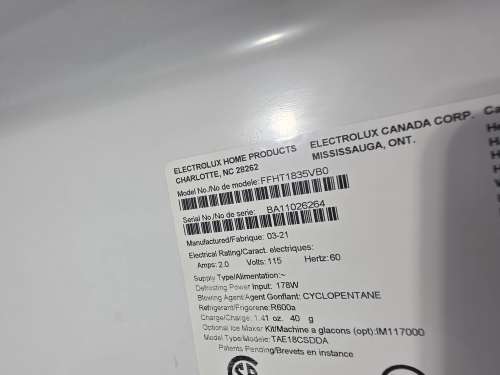 ELECTROLUX HOME PRODUCTS ELECTROLUX CANADA CORP. Ca
CHARLOTTE, NC 28262 MISSISSAUGA, ONT.
Model No./No de modele: FFHT1835VB0
Serial No./No de serie: BA11026264
Manufactured/Fabrique: 03-21
Electrical Rating/Caract. electriques:
Amps: 2.0 Volts: 115 Hertz: 60
Supply Type/Alimentation:~
Defrosting Power Input: 178W
Blowing Agent/Agent Gonflant: CYCLOPENTANE
Refrigerant/Frigorene: R600a
Charge/Charge: 1.41 oz. 40 g
Optional Ice Maker Kit/Machine a glacons (opt):IM117000
Model Type/Modele Type: TAE18CSDDA
Patents Pending/Brevets en instance